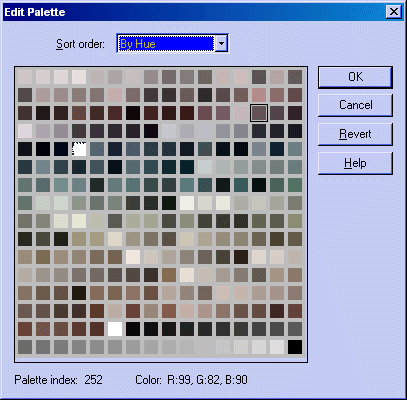 Edit Palette
Sort order: By Hue
OK
Cancel
Revert
Help
Palette index: 252 Color: R:99, G:82, B:90